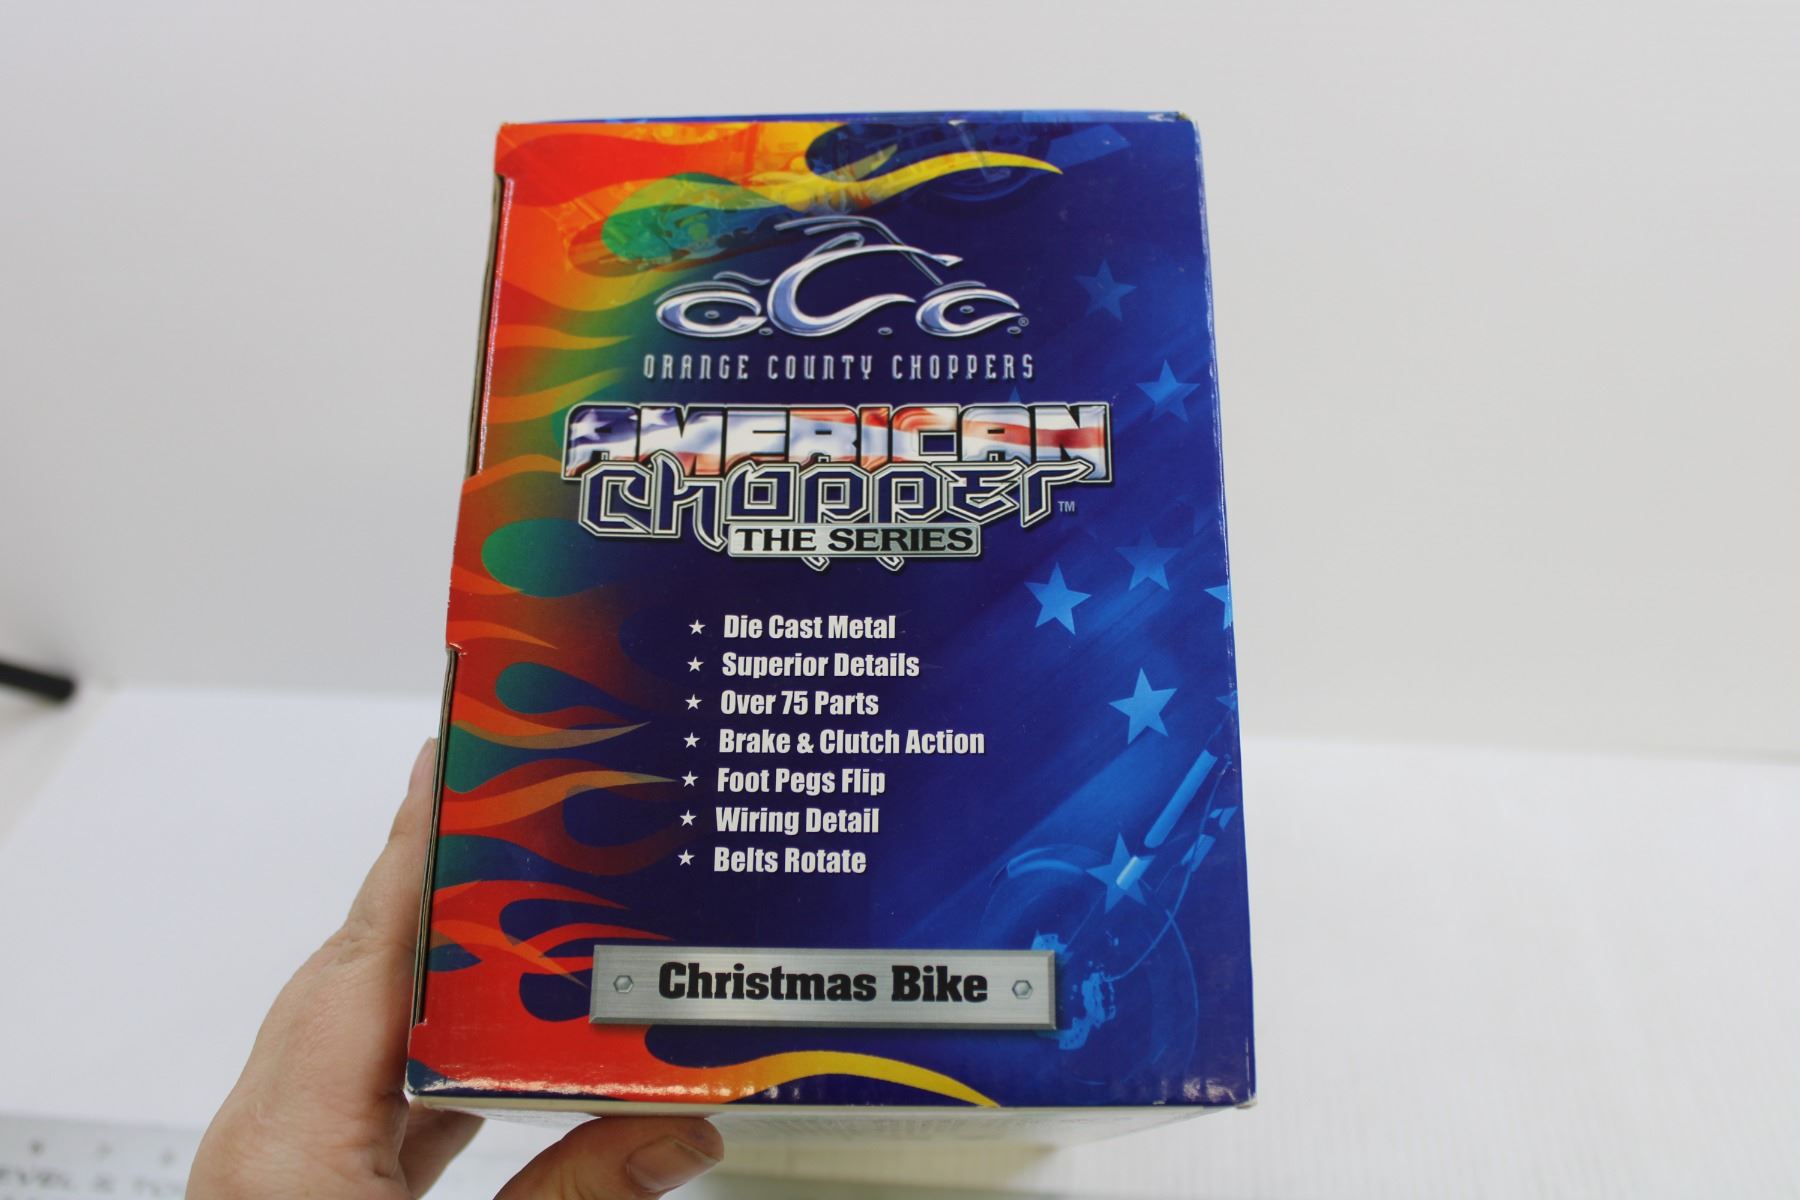 O.C.C.®
ORANGE COUNTY CHOPPERS
AMERICAN
Chopper™
THE SERIES
★ Die Cast Metal
★ Superior Details
★ Over 75 Parts
★ Brake & Clutch Action
★ Foot Pegs Flip
★ Wiring Detail
★ Belts Rotate
Christmas Bike